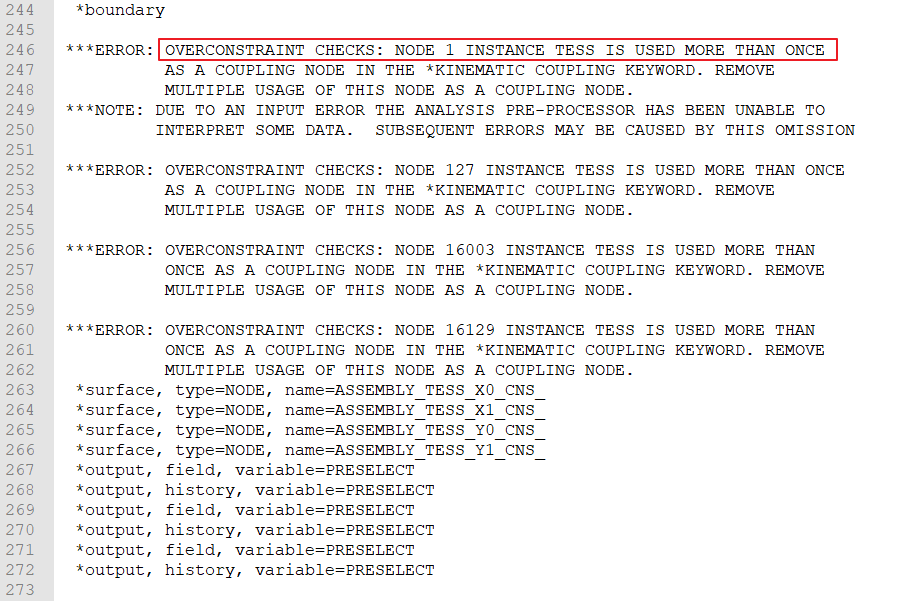 244 *boundary
245
246 ***ERROR: OVERCONSTRAINT CHECKS: NODE 1 INSTANCE TESS IS USED MORE THAN ONCE
247 AS A COUPLING NODE IN THE *KINEMATIC COUPLING KEYWORD. REMOVE
248 MULTIPLE USAGE OF THIS NODE AS A COUPLING NODE.
249 ***NOTE: DUE TO AN INPUT ERROR THE ANALYSIS PRE-PROCESSOR HAS BEEN UNABLE TO
250 INTERPRET SOME DATA.  SUBSEQUENT ERRORS MAY BE CAUSED BY THIS OMISSION
251
252 ***ERROR: OVERCONSTRAINT CHECKS: NODE 127 INSTANCE TESS IS USED MORE THAN ONCE
253 AS A COUPLING NODE IN THE *KINEMATIC COUPLING KEYWORD. REMOVE
254 MULTIPLE USAGE OF THIS NODE AS A COUPLING NODE.
255
256 ***ERROR: OVERCONSTRAINT CHECKS: NODE 16003 INSTANCE TESS IS USED MORE THAN
257 ONCE AS A COUPLING NODE IN THE *KINEMATIC COUPLING KEYWORD. REMOVE
258 MULTIPLE USAGE OF THIS NODE AS A COUPLING NODE.
259
260 ***ERROR: OVERCONSTRAINT CHECKS: NODE 16129 INSTANCE TESS IS USED MORE THAN
261 ONCE AS A COUPLING NODE IN THE *KINEMATIC COUPLING KEYWORD. REMOVE
262 MULTIPLE USAGE OF THIS NODE AS A COUPLING NODE.
263 *surface, type=NODE, name=ASSEMBLY_TESS_X0_CNS_
264 *surface, type=NODE, name=ASSEMBLY_TESS_X1_CNS_
265 *surface, type=NODE, name=ASSEMBLY_TESS_Y0_CNS_
266 *surface, type=NODE, name=ASSEMBLY_TESS_Y1_CNS_
267 *output, field, variable=PRESELECT
268 *output, history, variable=PRESELECT
269 *output, field, variable=PRESELECT
270 *output, history, variable=PRESELECT
271 *output, field, variable=PRESELECT
272 *output, history, variable=PRESELECT
273